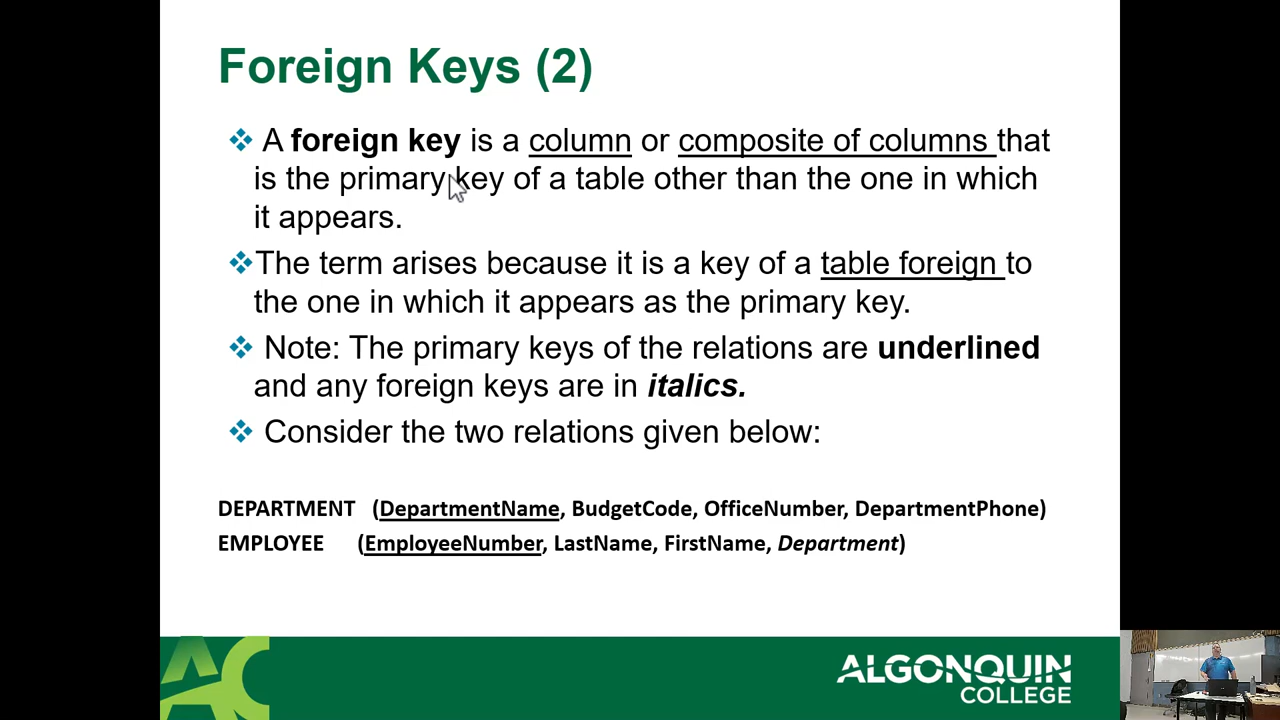 Foreign Keys (2)
A foreign key is a column or composite of columns that
is the primary key of a table other than the one in which
it appears.
The term arises because it is a key of a table foreign to
the one in which it appears as the primary key.
Note: The primary keys of the relations are underlined
and any foreign keys are in italics.
Consider the two relations given below:
DEPARTMENT (DepartmentName, BudgetCode, OfficeNumber, DepartmentPhone)
EMPLOYEE (EmployeeNumber, LastName, FirstName, Department)
AC
ALGONQUIN
COLLEGE